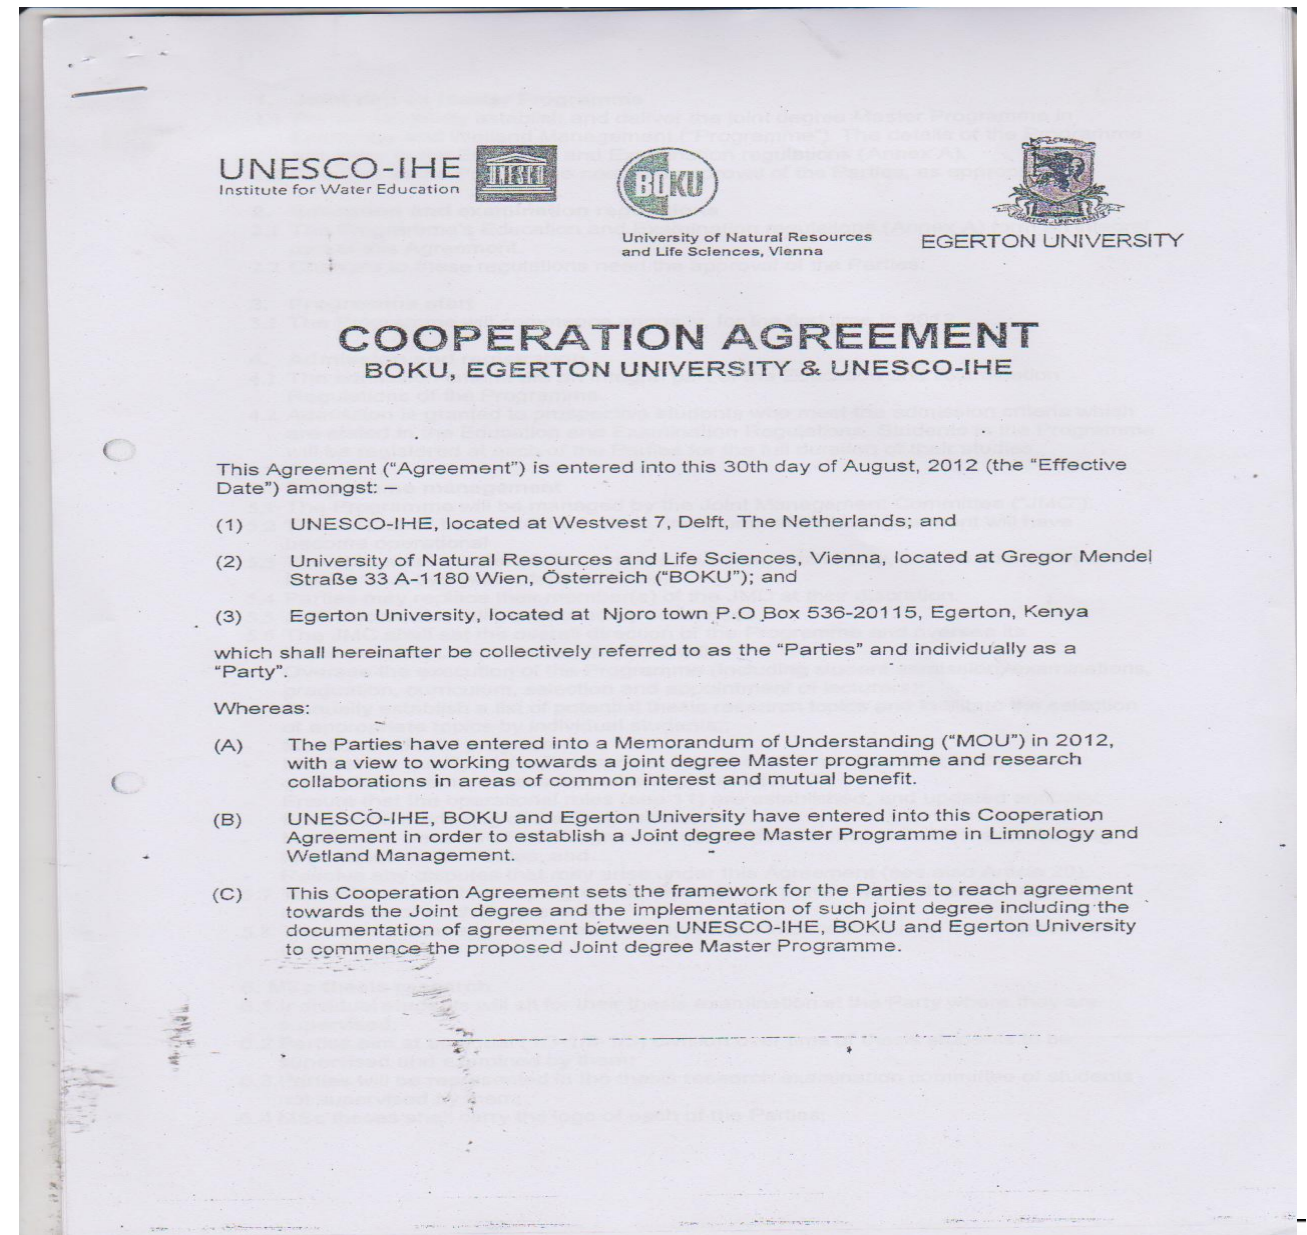 UNESCO-IHE
Institute for Water Education
UNESCO
BOKU
University of Natural Resources
and Life Sciences, Vienna
EGERTON UNIVERSITY
EGERTON UNIVERSITY
COOPERATION AGREEMENT
BOKU, EGERTON UNIVERSITY & UNESCO-IHE
This Agreement (“Agreement”) is entered into this 30th day of August, 2012 (the “Effective
Date”) amongst: –
(1) UNESCO-IHE, located at Westvest 7, Delft, The Netherlands; and
(2) University of Natural Resources and Life Sciences, Vienna, located at Gregor Mendel
Straße 33 A-1180 Wien, Österreich (“BOKU”); and
(3) Egerton University, located at Njoro town P.O Box 536-20115, Egerton, Kenya
which shall hereinafter be collectively referred to as the “Parties” and individually as a
“Party”.
Whereas:
(A) The Parties have entered into a Memorandum of Understanding (“MOU”) in 2012,
with a view to working towards a joint degree Master programme and research
collaborations in areas of common interest and mutual benefit.
(B) UNESCO-IHE, BOKU and Egerton University have entered into this Cooperation
Agreement in order to establish a Joint degree Master Programme in Limnology and
Wetland Management.
(C) This Cooperation Agreement sets the framework for the Parties to reach agreement
towards the Joint degree and the implementation of such joint degree including the
documentation of agreement between UNESCO-IHE, BOKU and Egerton University
to commence the proposed Joint degree Master Programme.